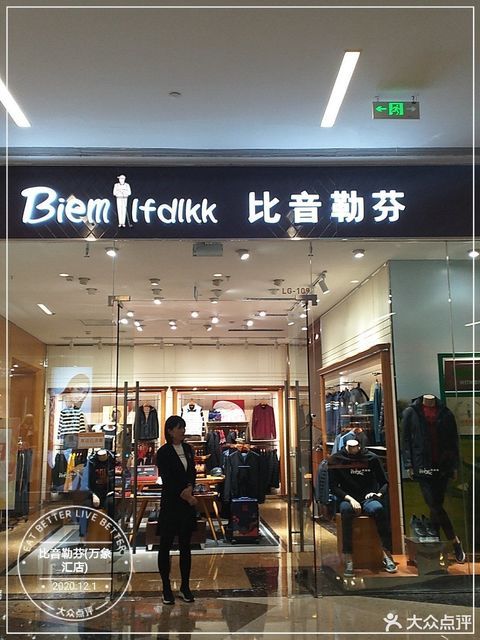 Biem lfdlkk 比音勒芬
LG-109
EAT BETTER LIVE BETTER
比音勒芬(万象
汇店)
2020.12.1
大众点评
大众点评